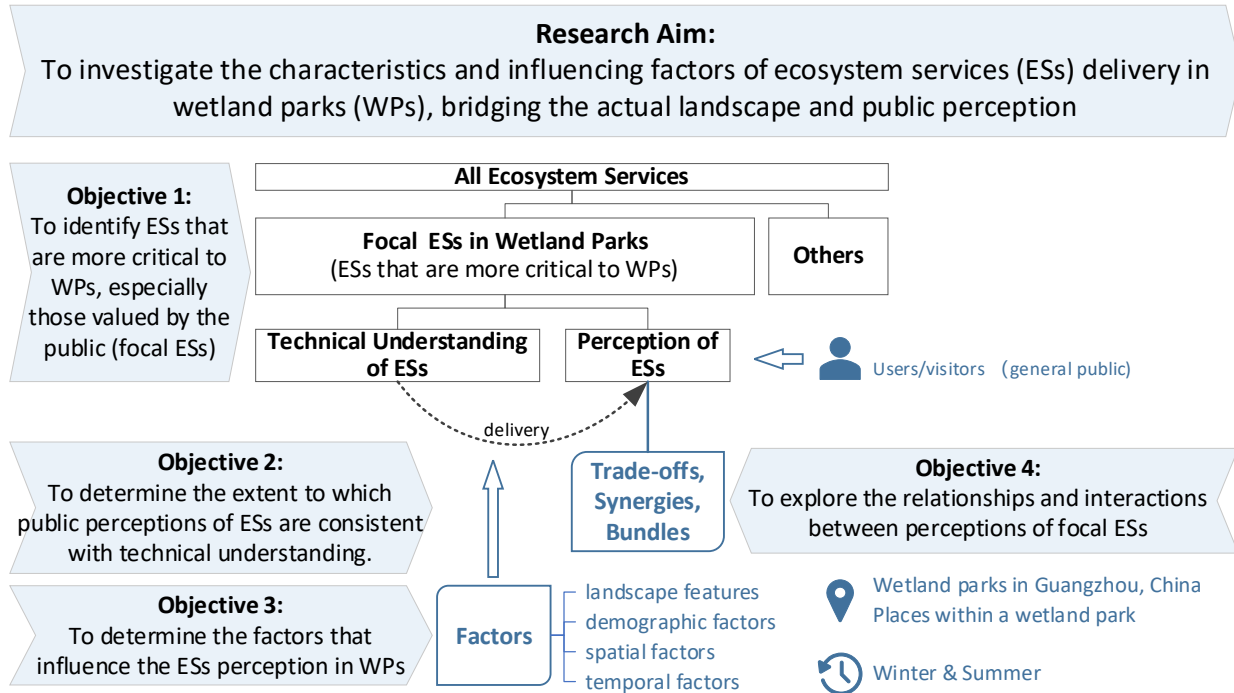 Research Aim:
To investigate the characteristics and influencing factors of ecosystem services (ESs) delivery in
wetland parks (WPs), bridging the actual landscape and public perception
Objective 1:
To identify ESs that
are more critical to
WPs, especially
those valued by the
public (focal ESs)
All Ecosystem Services
Focal ESs in Wetland Parks
(ESs that are more critical to WPs)
Others
Technical Understanding
of ESs
Perception of
ESs
Users/visitors (general public)
delivery
Objective 2:
To determine the extent to which
public perceptions of ESs are consistent
with technical understanding.
Trade-offs,
Synergies,
Bundles
Objective 4:
To explore the relationships and interactions
between perceptions of focal ESs
Objective 3:
To determine the factors that
influence the ESs perception in WPs
Factors
landscape features
demographic factors
spatial factors
temporal factors
Wetland parks in Guangzhou, China
Places within a wetland park
Winter & Summer